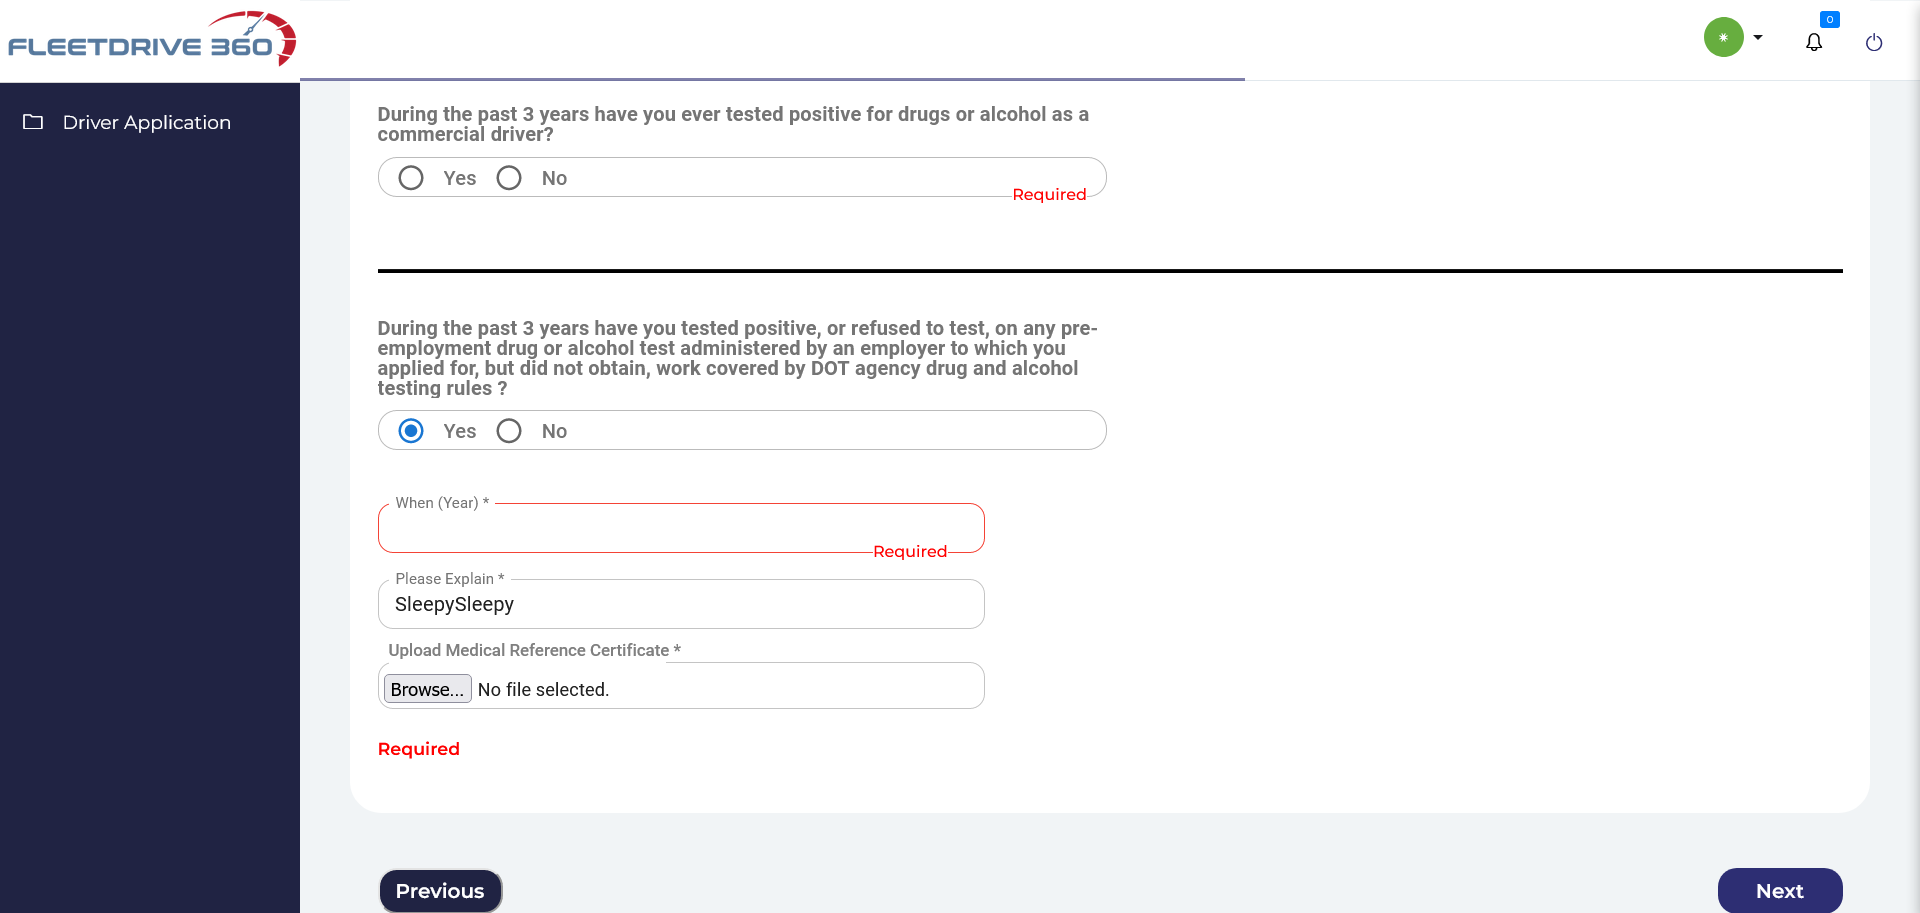 FLEETDRIVE 360
0
Driver Application
During the past 3 years have you ever tested positive for drugs or alcohol as a
commercial driver?
Yes No
Required
During the past 3 years have you tested positive, or refused to test, on any pre-
employment drug or alcohol test administered by an employer to which you
applied for, but did not obtain, work covered by DOT agency drug and alcohol
testing rules ?
Yes No
When (Year) *
Required
Please Explain *
SleepySleepy
Upload Medical Reference Certificate *
Browse... No file selected.
Required
Previous Next